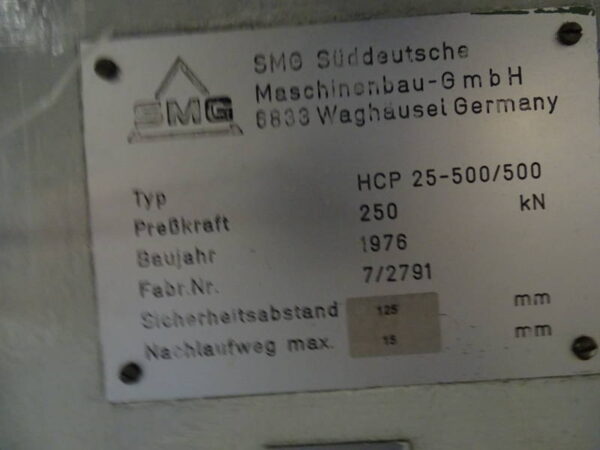 SMG
SMG Süddeutsche
Maschinenbau-GmbH
6833 Waghäusel Germany
Typ HCP 25-500/500
Preßkraft 250 kN
Baujahr 1976
Fabr.Nr. 7/2791
Sicherheitsabstand 125 mm
Nachlaufweg max. 15 mm